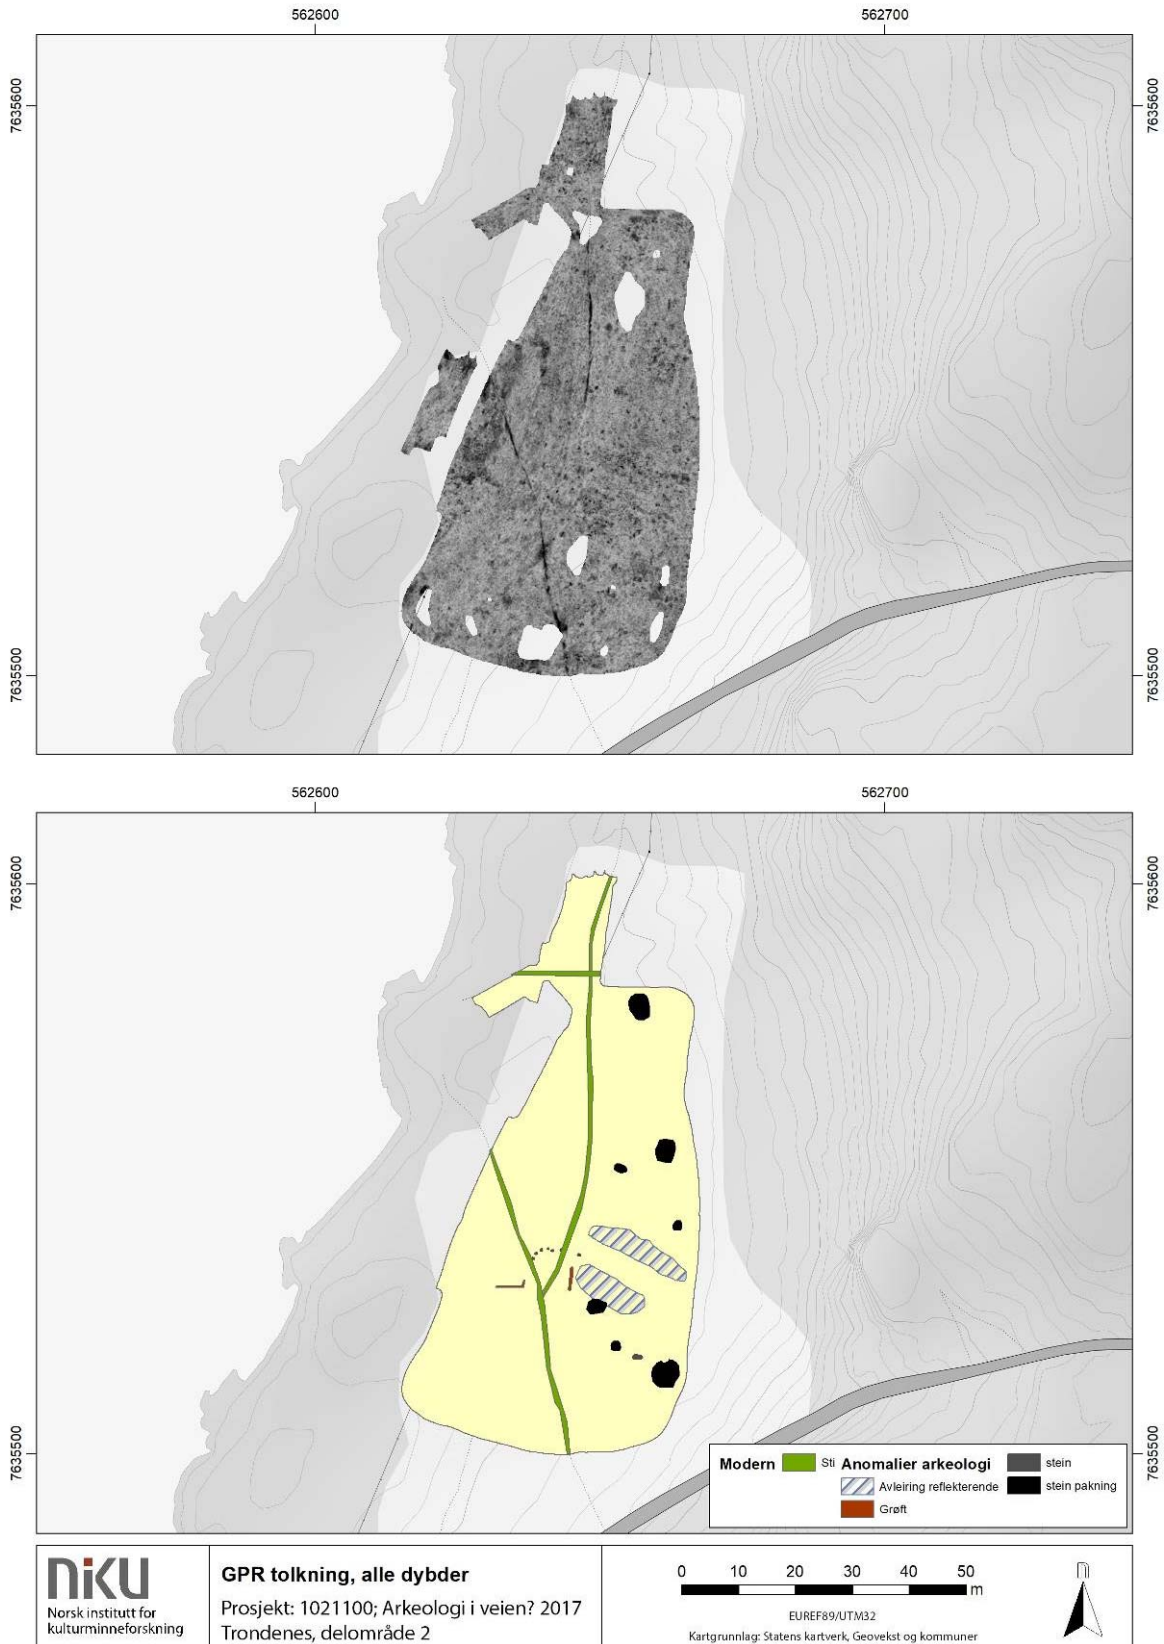 562600
562700
7635600
7635600
7635500
7635500
562600
562700
7635600
7635600
7635500
7635500
Modern
Sti
Anomalier arkeologi
stein
Avleiring reflekterende
stein pakning
Grøft
niku
Norsk institutt for
kulturminneforskning
GPR tolkning, alle dybder
Prosjekt: 1021100; Arkeologi i veien? 2017
Trondenes, delområde 2
0 10 20 30 40 50
m
EUREF89/UTM32
Kartgrunnlag: Statens kartverk, Geovekst og kommuner
n